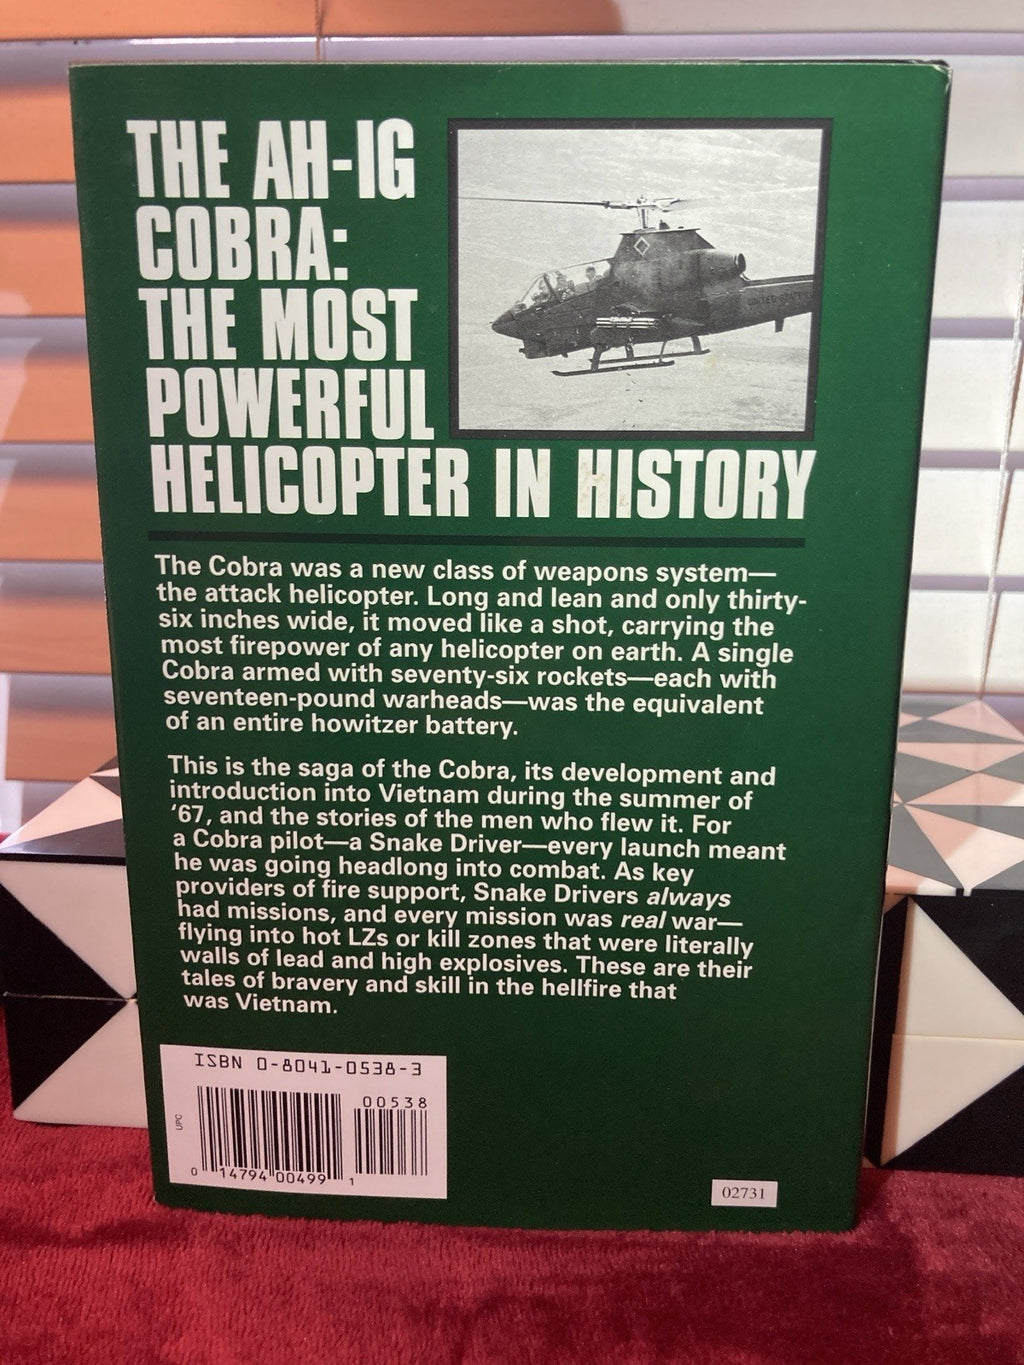 THE AH-IG
COBRA:
THE MOST
POWERFUL
HELICOPTER IN HISTORY
UNITED STATES
The Cobra was a new class of weapons system—
the attack helicopter. Long and lean and only thirty-
six inches wide, it moved like a shot, carrying the
most firepower of any helicopter on earth. A single
Cobra armed with seventy-six rockets—each with
seventeen-pound warheads—was the equivalent
of an entire howitzer battery.
This is the saga of the Cobra, its development and
introduction into Vietnam during the summer of
‘67, and the stories of the men who flew it. For
a Cobra pilot—a Snake Driver—every launch meant
he was going headlong into combat. As key
providers of fire support, Snake Drivers always
had missions, and every mission was real war—
flying into hot LZs or kill zones that were literally
walls of lead and high explosives. These are their
tales of bravery and skill in the hellfire that
was Vietnam.
ISBN 0-8041-0538-3
00538
UPC
0 14794 00499 1
02731